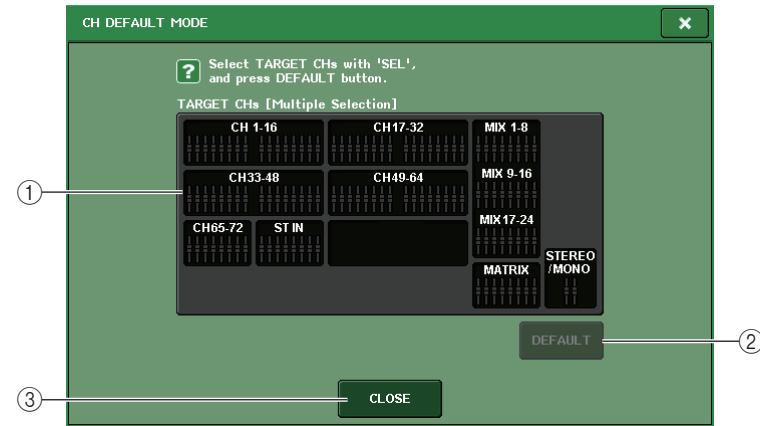 CH DEFAULT MODE
×
? Select TARGET CHs with 'SEL',
and press DEFAULT button.
TARGET CHs [Multiple Selection]
CH 1-16
CH17-32
MIX 1-8
CH33-48
CH49-64
MIX 9-16
①
CH65-72
ST IN
MIX17-24
MATRIX
STEREO
/MONO
DEFAULT
②
③
CLOSE